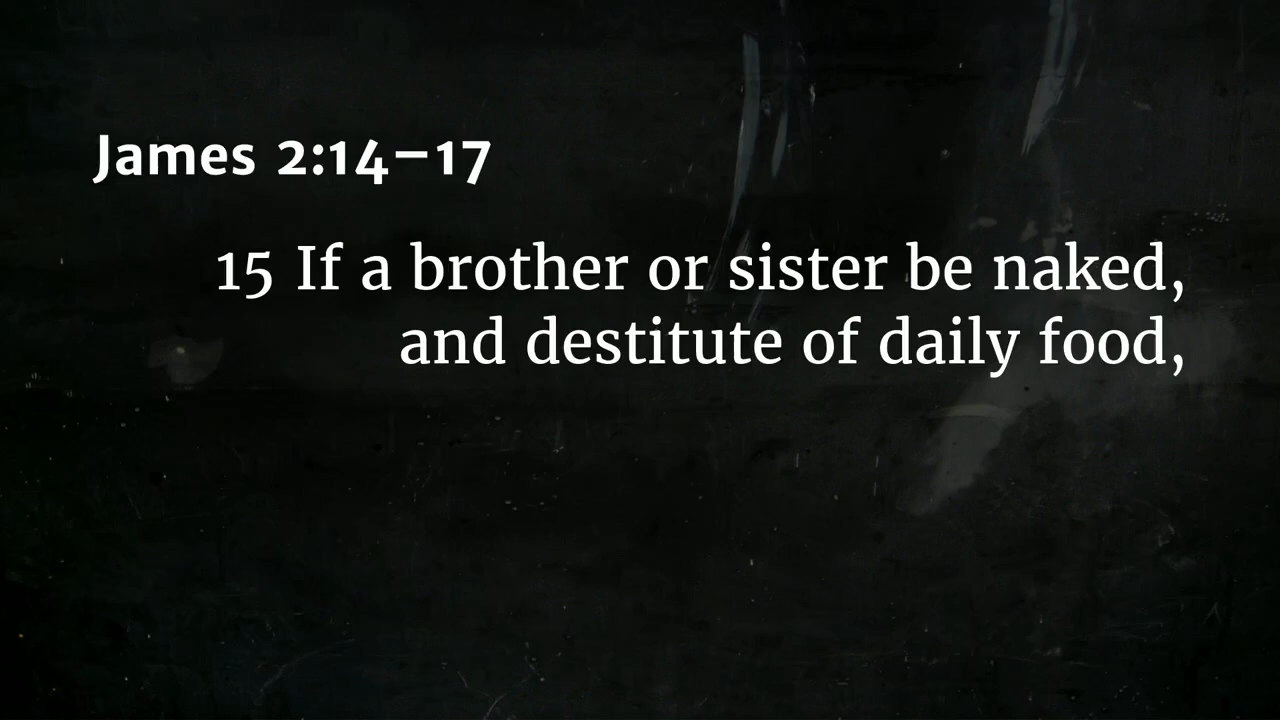 James 2:14–17
15 If a brother or sister be naked,
and destitute of daily food,